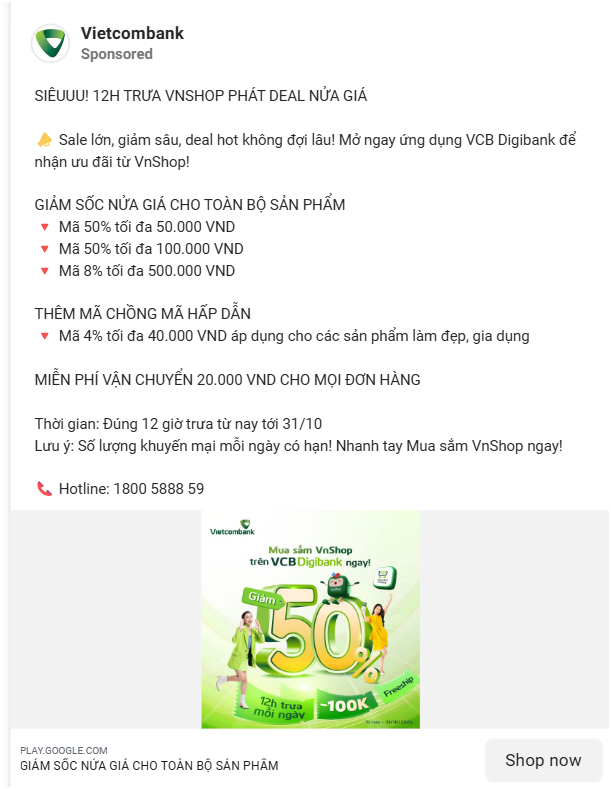 Vietcombank
Sponsored
SIÊUUU! 12H TRƯA VNSHOP PHÁT DEAL NỬA GIÁ
📣 Sale lớn, giảm sâu, deal hot không đợi lâu! Mở ngay ứng dụng VCB Digibank để
nhận ưu đãi từ VnShop!
GIẢM SỐC NỬA GIÁ CHO TOÀN BỘ SẢN PHẨM
🔻 Mã 50% tối đa 50.000 VND
🔻 Mã 50% tối đa 100.000 VND
🔻 Mã 8% tối đa 500.000 VND
THÊM MÃ CHỒNG MÃ HẤP DẪN
🔻 Mã 4% tối đa 40.000 VND áp dụng cho các sản phẩm làm đẹp, gia dụng
MIỄN PHÍ VẬN CHUYỂN 20.000 VND CHO MỌI ĐƠN HÀNG
Thời gian: Đúng 12 giờ trưa từ nay tới 31/10
Lưu ý: Số lượng khuyến mại mỗi ngày có hạn! Nhanh tay Mua sắm VnShop ngay!
📞 Hotline: 1800 5888 59
Vietcombank
Mua sắm VnShop
trên VCB Digibank ngay!
Giảm
50%
12h trưa
mỗi ngày
~100K
Freeship
PLAY.GOOGLE.COM
GIẢM SỐC NỬA GIÁ CHO TOÀN BỘ SẢN PHẨM
Shop now